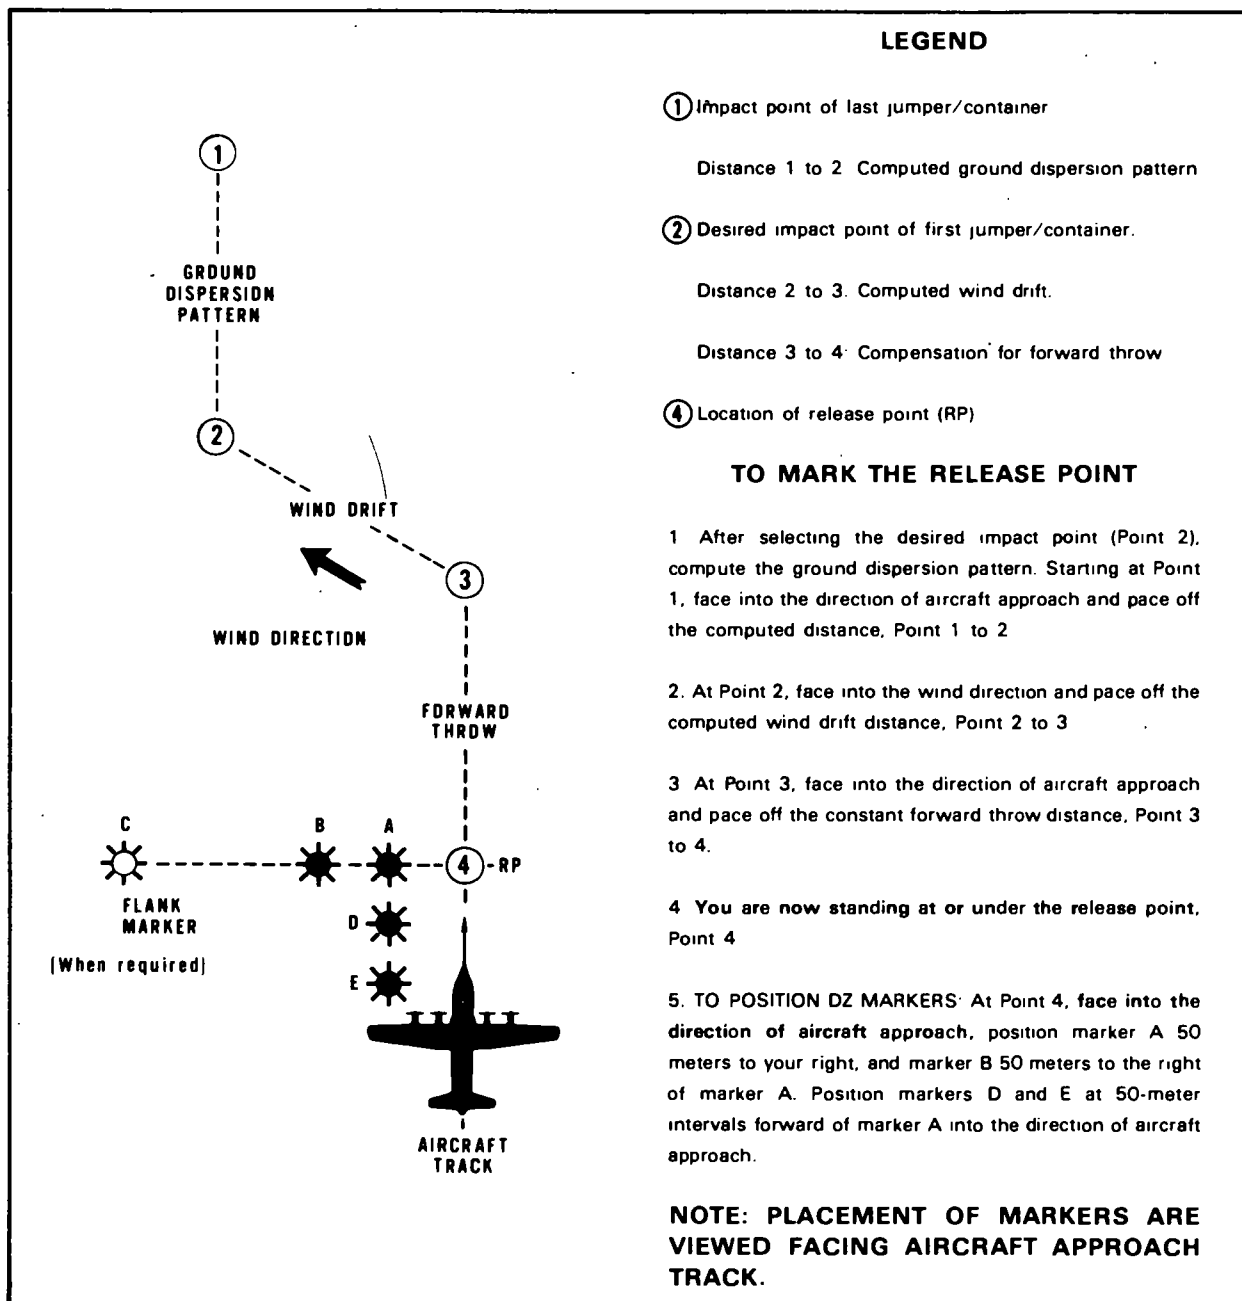 1
GROUND
DISPERSION
PATTERN
2
WIND DRIFT
3
WIND DIRECTION
FORWARD
THROW
C
B
A
4
-RP
FLANK
MARKER
(When required)
D
E
AIRCRAFT
TRACK
LEGEND
1 Impact point of last jumper/container
Distance 1 to 2 Computed ground dispersion pattern
2 Desired impact point of first jumper/container.
Distance 2 to 3. Computed wind drift.
Distance 3 to 4 Compensation for forward throw
4 Location of release point (RP)
TO MARK THE RELEASE POINT
1 After selecting the desired impact point (Point 2),
compute the ground dispersion pattern. Starting at Point
1, face into the direction of aircraft approach and pace off
the computed distance, Point 1 to 2
2. At Point 2, face into the wind direction and pace off the
computed wind drift distance, Point 2 to 3
3 At Point 3, face into the direction of aircraft approach
and pace off the constant forward throw distance, Point 3
to 4.
4 You are now standing at or under the release point,
Point 4
5. TO POSITION DZ MARKERS At Point 4, face into the
direction of aircraft approach, position marker A 50
meters to your right, and marker B 50 meters to the right
of marker A. Position markers D and E at 50-meter
intervals forward of marker A into the direction of aircraft
approach.
NOTE: PLACEMENT OF MARKERS ARE
VIEWED FACING AIRCRAFT APPROACH
TRACK.